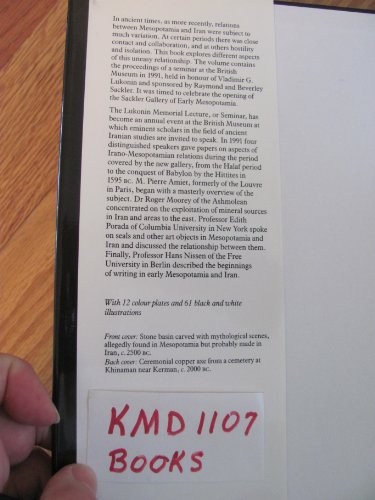 In ancient times, as more recently, relations
between Mesopotamia and Iran were subject to
much variation. At certain periods there was close
contact and collaboration, and at others hostility
and isolation. This book explores different aspects
of this uneasy relationship. The volume contains
the proceedings of a seminar at the British
Museum in 1991, held in honour of Vladimir G.
Lukonin and sponsored by Raymond and Beverley
Sackler. It was timed to celebrate the opening of
the Sackler Gallery of Early Mesopotamia.
The Lukonin Memorial Lecture, or Seminar, has
become an annual event at the British Museum at
which eminent scholars in the field of ancient
Iranian studies are invited to speak. In 1991 four
distinguished speakers gave papers on aspects of
Irano-Mesopotamian relations during the period
covered by the new gallery, from the Halaf period
to the conquest of Babylon by the Hittites in
1595 BC. M. Pierre Amiet, formerly of the Louvre
in Paris, began with a masterly overview of the
subject. Dr Roger Moorey of the Ashmolean
concentrated on the exploitation of mineral sources
in Iran and areas to the east. Professor Edith
Porada of Columbia University in New York spoke
on seals and other art objects in Mesopotamia and
Iran and discussed the relationship between them.
Finally, Professor Hans Nissen of the Free
University in Berlin described the beginnings
of writing in early Mesopotamia and Iran.
With 12 colour plates and 61 black and white
illustrations
Front cover: Stone basin carved with mythological scenes,
allegedly found in Mesopotamia but probably made in
Iran, c.2500 BC.
Back cover: Ceremonial copper axe from a cemetery at
Khinaman near Kerman, c.2000 BC.
KMD 1107
BOOKS